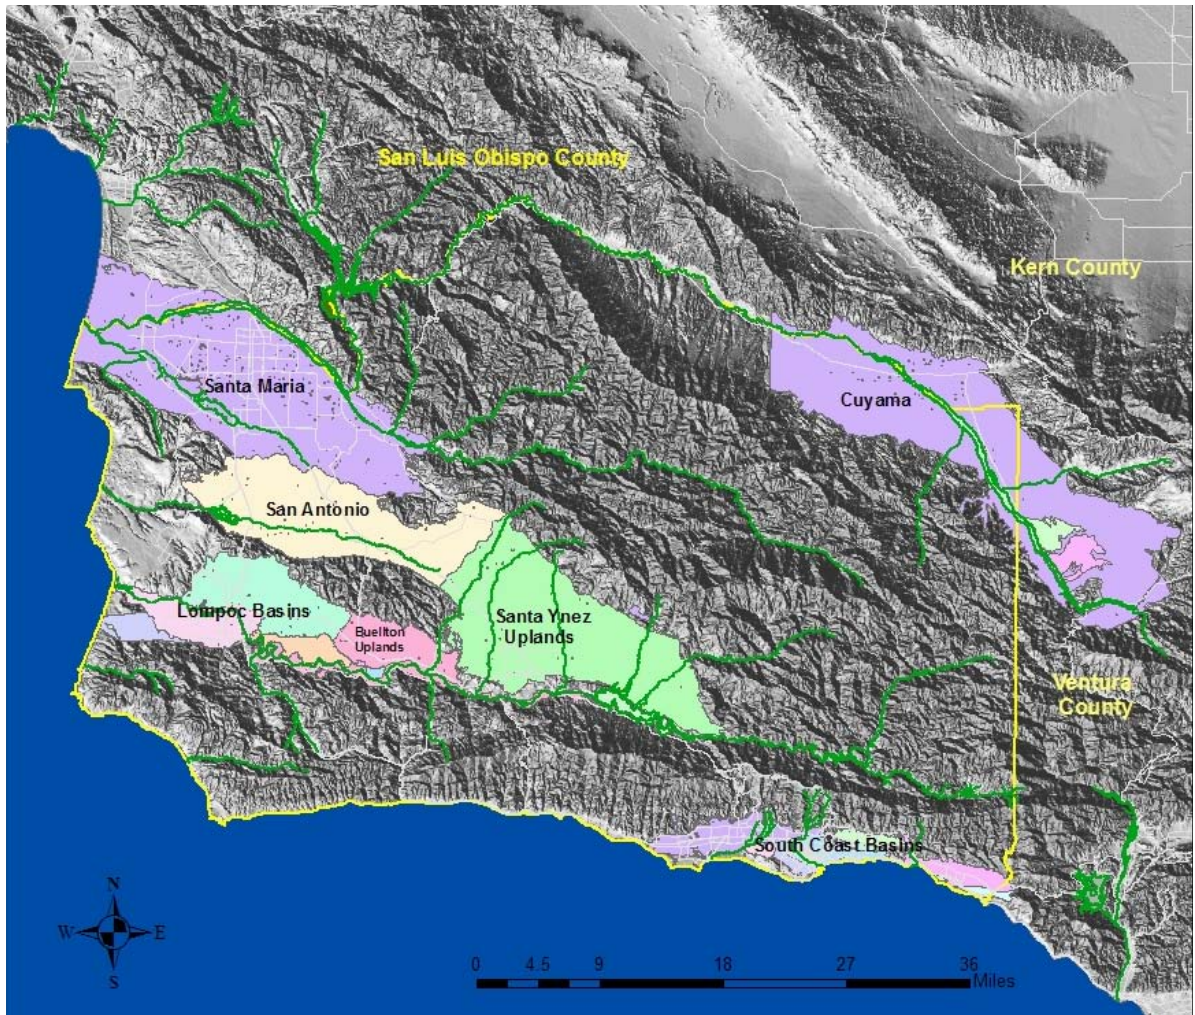 San Luis Obispo County
Kern County
Santa Maria
Cuyama
San Antonio
Lompoc Basins
Buellton
Uplands
Santa Ynez
Uplands
Ventura
County
South Coast Basins
N
W E
S
0 4.5 9 18 27 36
Miles